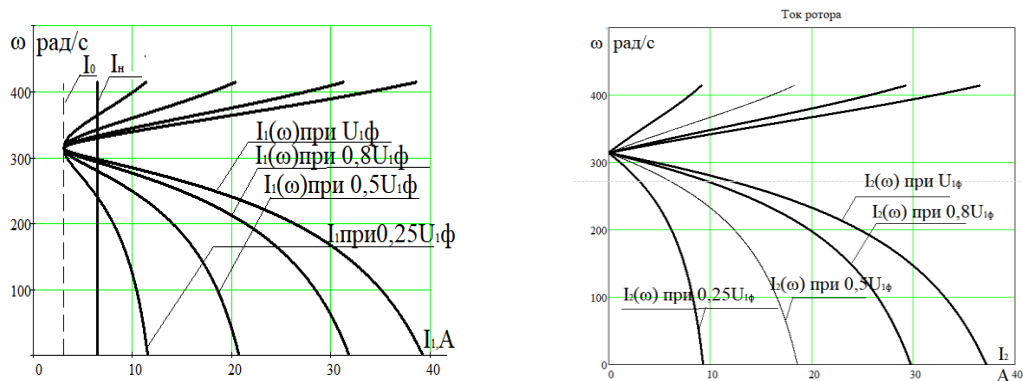 ω рад/с
I₀ Iн
400
300
200
100
0
I₁(ω)при U₁ф
I₁(ω)при 0,8U₁ф
I₁(ω)при 0,5U₁ф
I₁при0,25U₁ф
I₁,А
0 10 20 30 40
Ток ротора
ω рад/с
400
300
200
100
0
I₂(ω) при U₁ф
I₂(ω) при 0,8U₁ф
I₂(ω) при 0,5U₁ф
I₂(ω) при 0,25U₁ф
I₂
А
0 10 20 30 40